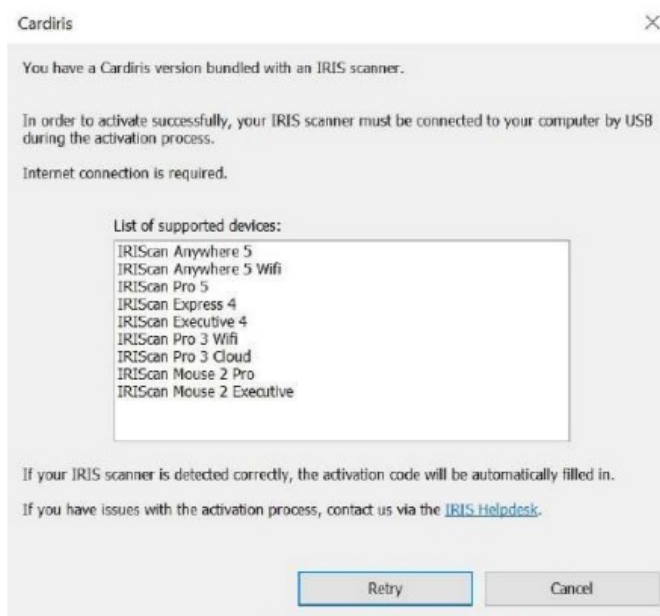 Cardiris
You have a Cardiris version bundled with an IRIS scanner.
In order to activate successfully, your IRIS scanner must be connected to your computer by USB
during the activation process.
Internet connection is required.
List of supported devices:
IRIScan Anywhere 5
IRIScan Anywhere 5 Wifi
IRIScan Pro 5
IRIScan Express 4
IRIScan Executive 4
IRIScan Pro 3 Wifi
IRIScan Pro 3 Cloud
IRIScan Mouse 2 Pro
IRIScan Mouse 2 Executive
If your IRIS scanner is detected correctly, the activation code will be automatically filled in.
If you have issues with the activation process, contact us via the IRIS Helpdesk.
Retry Cancel